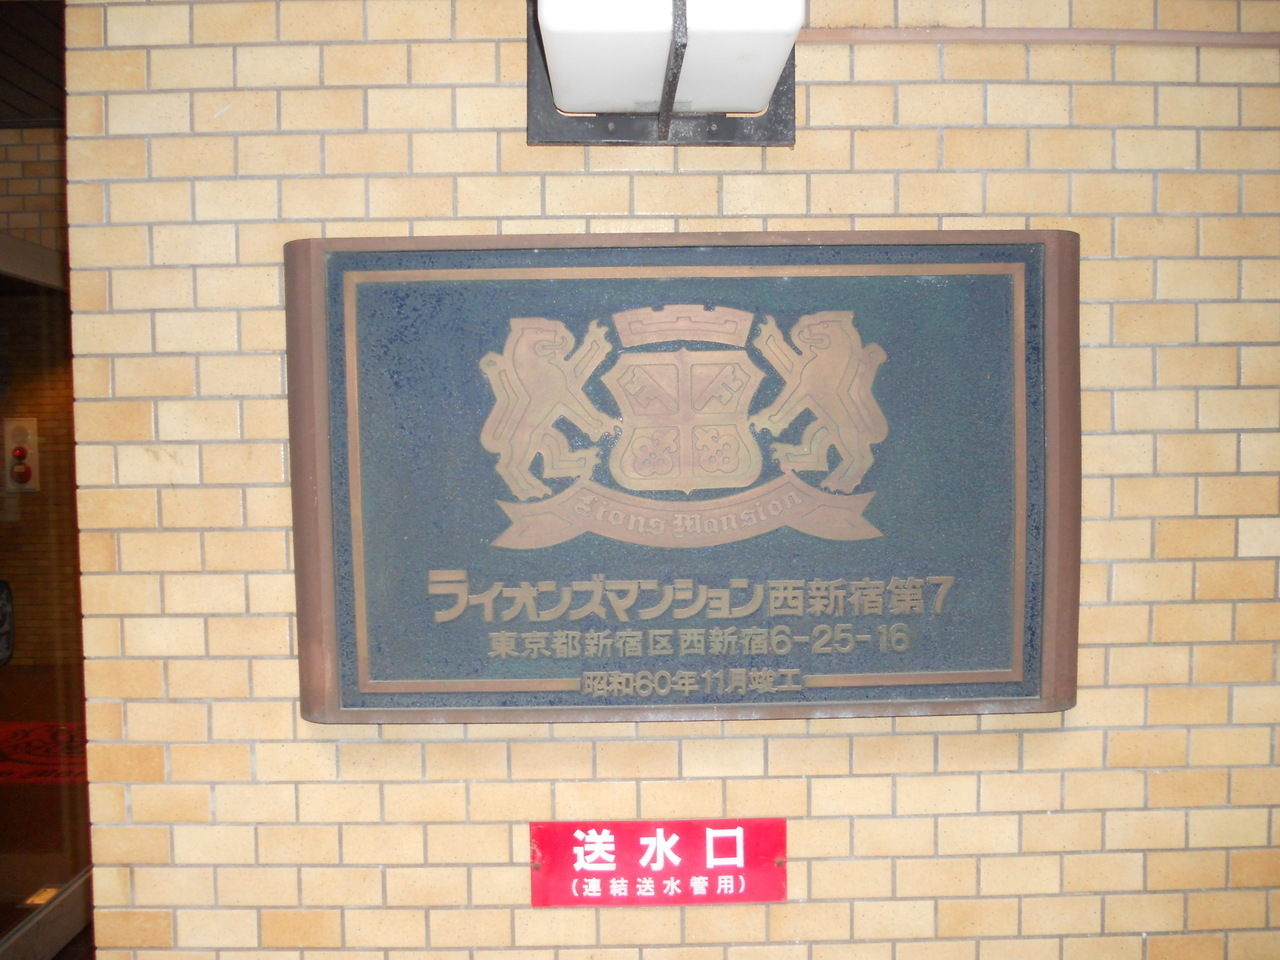 Lions Mansion
ライオンズマンション西新宿第7
東京都新宿区西新宿6-25-16
昭和60年11月竣工
送水口
(連結送水管用)